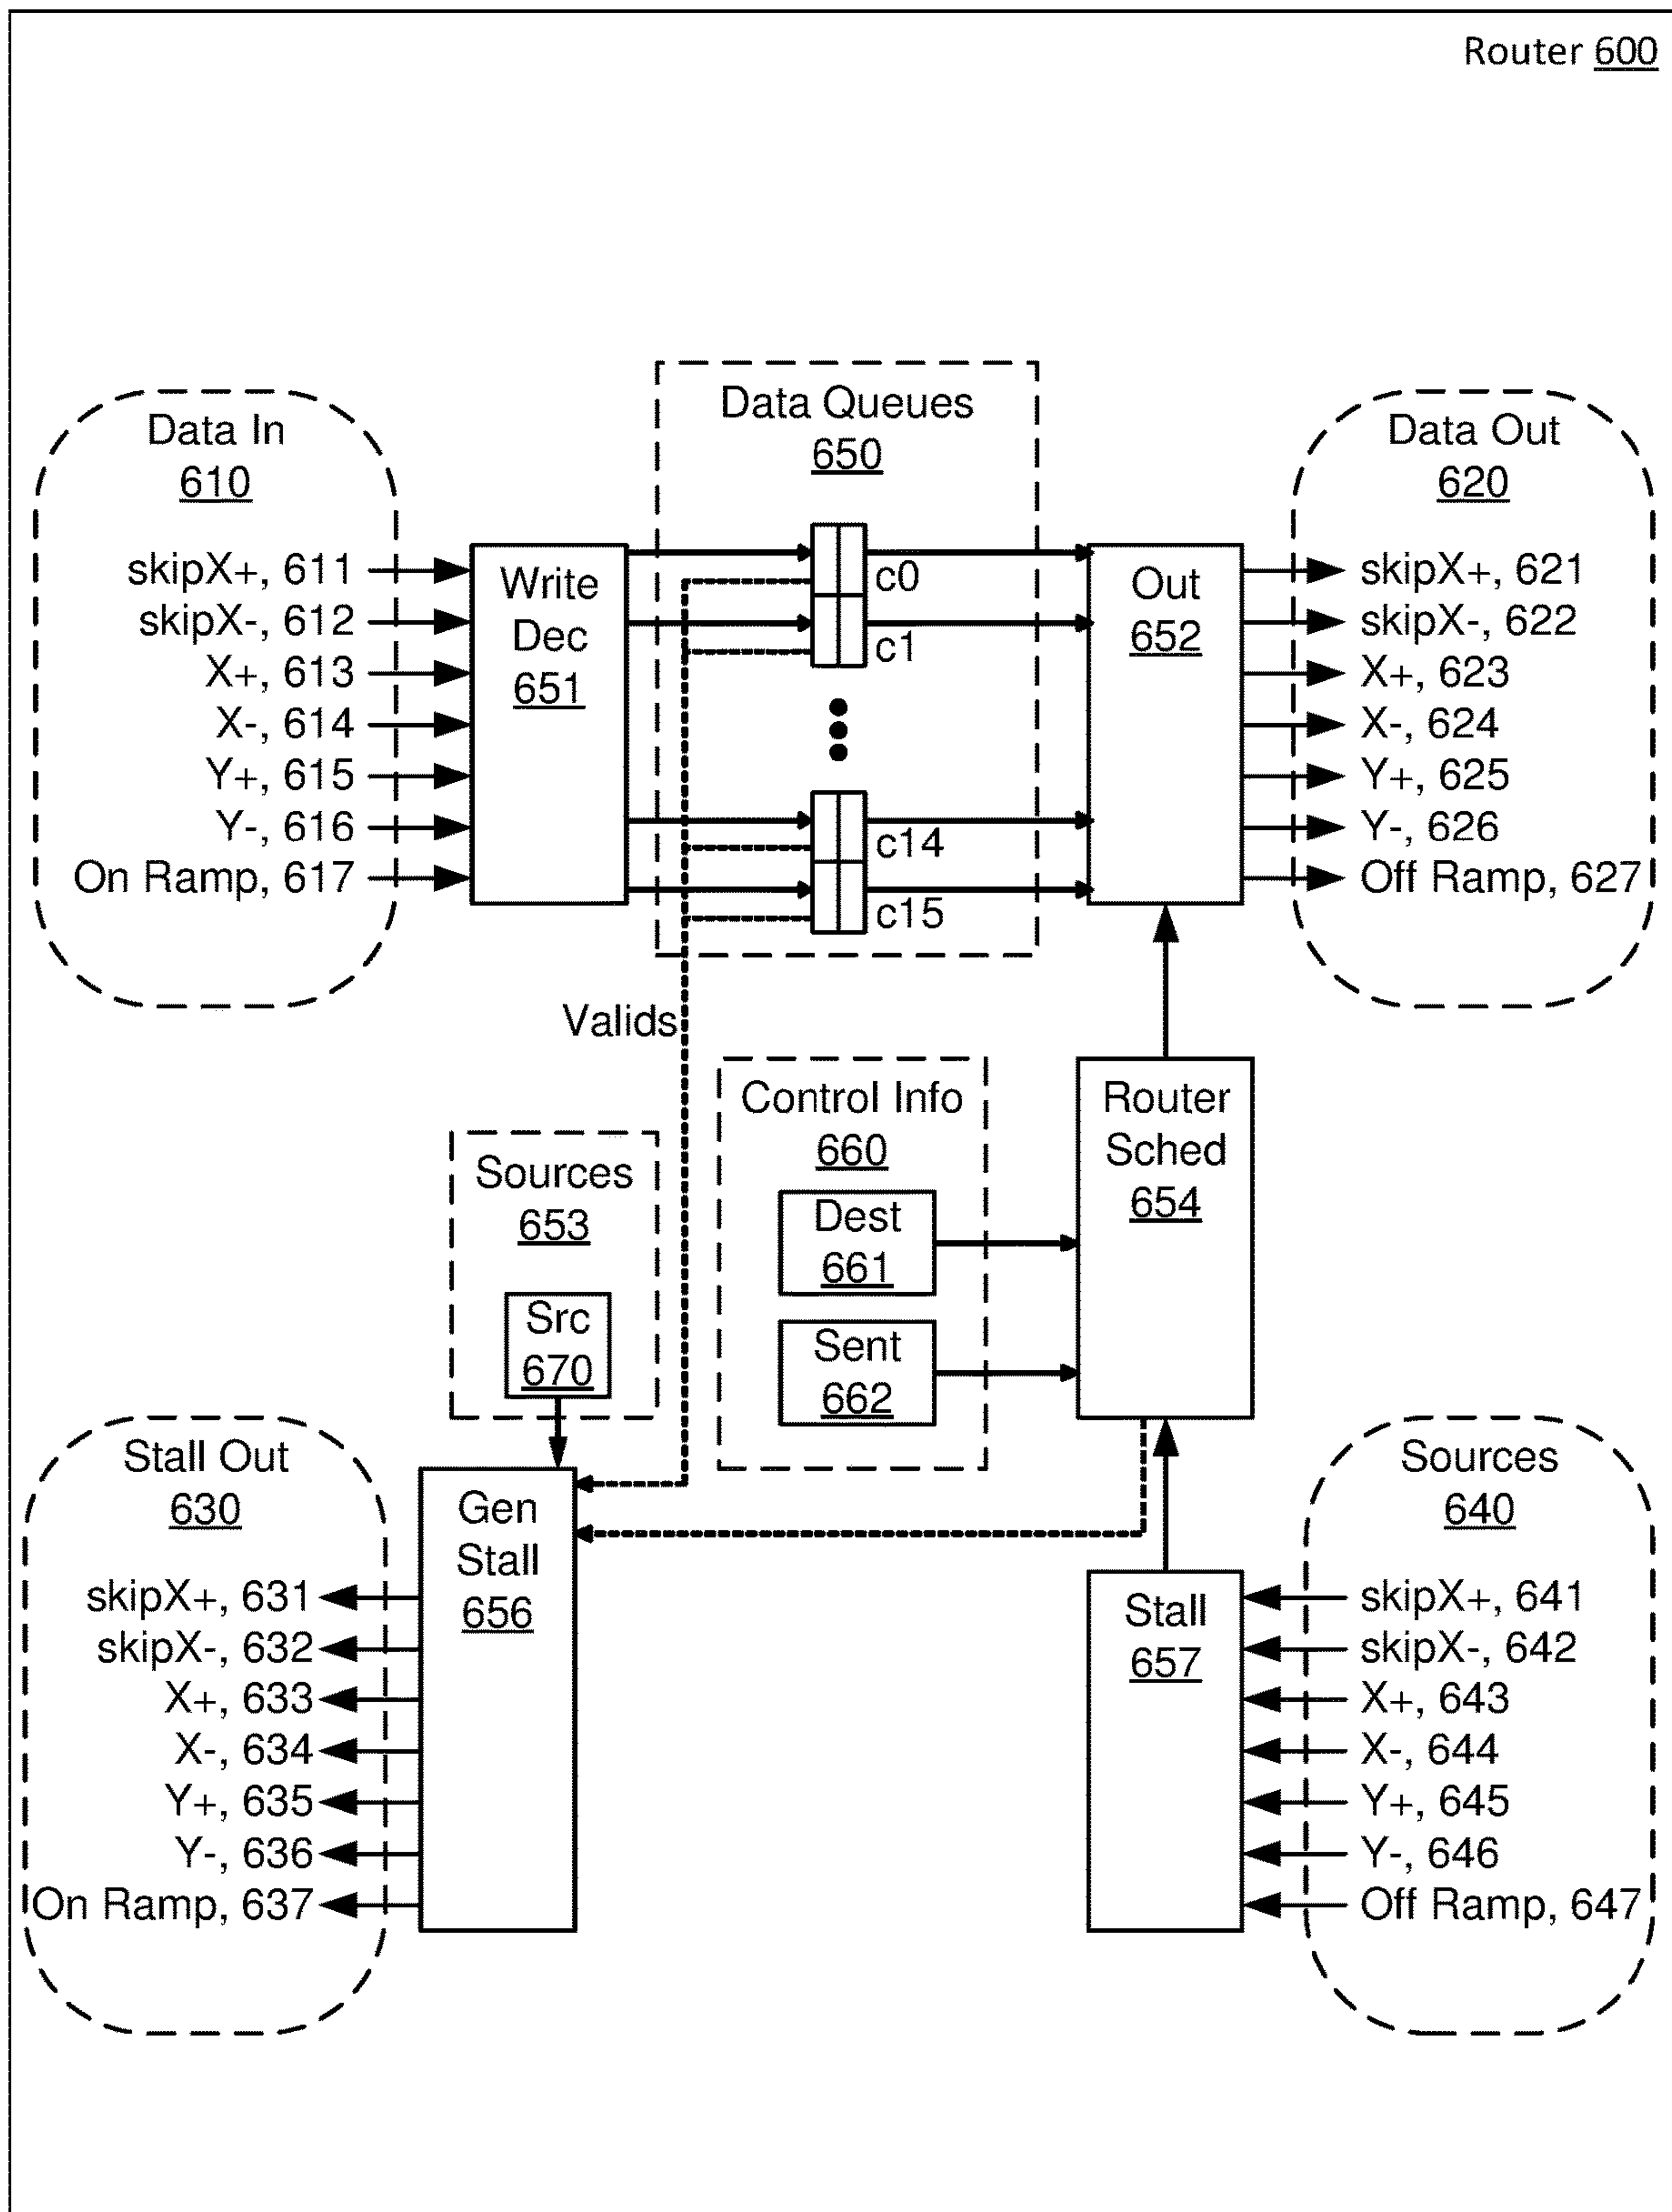 Router 600
Data In
610
skipX+, 611
skipX-, 612
X+, 613
X-, 614
Y+, 615
Y-, 616
On Ramp, 617
Write
Dec
651
Data Queues
650
c0
c1
c14
c15
Out
652
Data Out
620
skipX+, 621
skipX-, 622
X+, 623
X-, 624
Y+, 625
Y-, 626
Off Ramp, 627
Valids
Sources
653
Src
670
Control Info
660
Dest
661
Sent
662
Router
Sched
654
Stall Out
630
skipX+, 631
skipX-, 632
X+, 633
X-, 634
Y+, 635
Y-, 636
On Ramp, 637
Gen
Stall
656
Stall
657
Sources
640
skipX+, 641
skipX-, 642
X+, 643
X-, 644
Y+, 645
Y-, 646
Off Ramp, 647